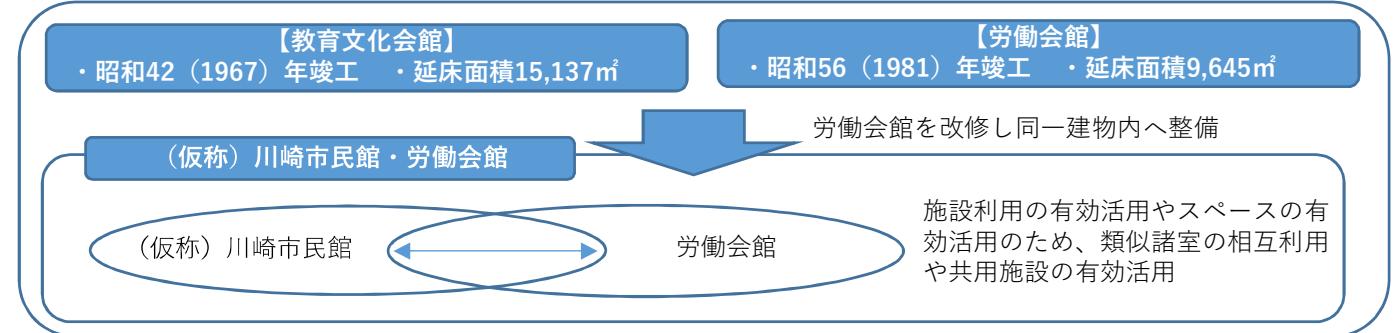 【教育文化会館】
・昭和42（1967）年竣工　・延床面積15,137㎡
【労働会館】
・昭和56（1981）年竣工　・延床面積9,645㎡
労働会館を改修し同一建物内へ整備
（仮称）川崎市民館・労働会館
（仮称）川崎市民館
労働会館
施設利用の有効活用やスペースの有
効活用のため、類似諸室の相互利用
や共用施設の有効活用